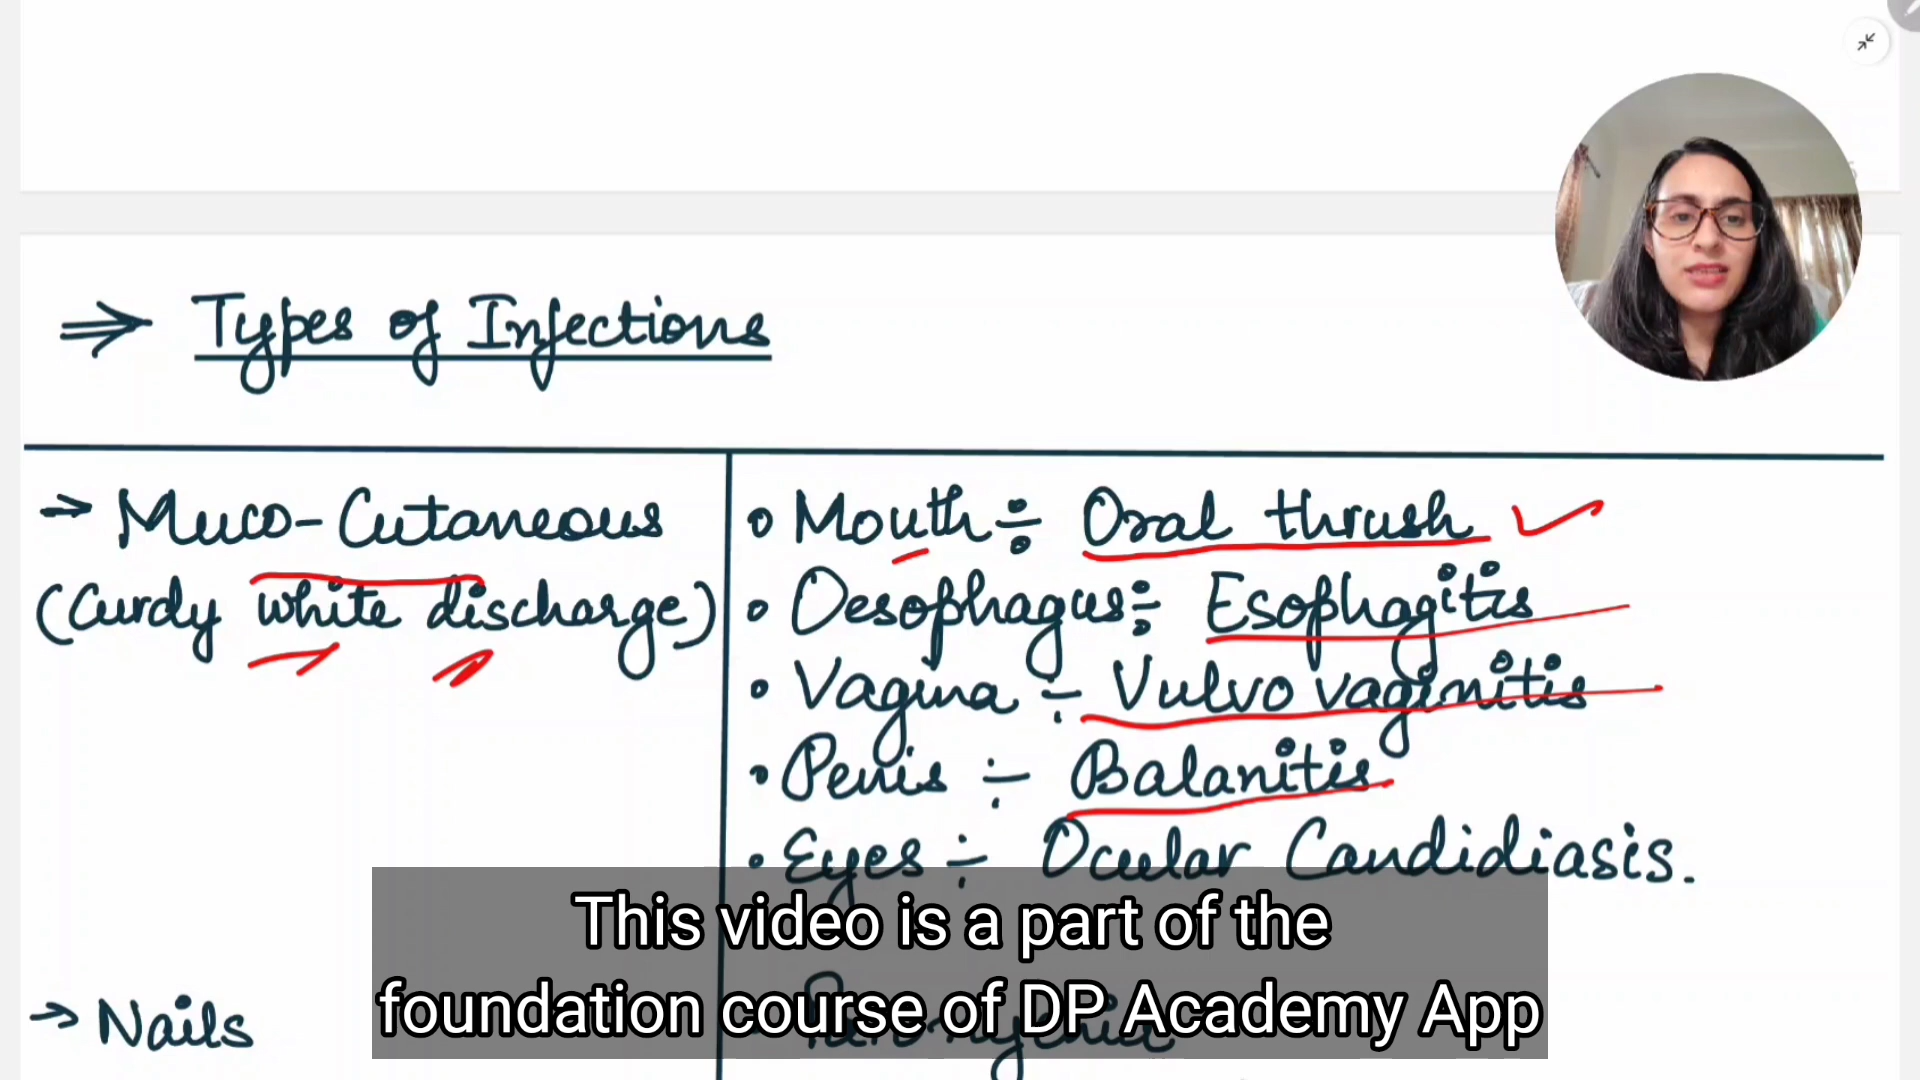 ⇒ Types of Infections
→ Muco-Cutaneous
(Curdy white discharge)
• Mouth ÷ Oral thrush ✓
• Oesophagus ÷ Esophagitis
• Vagina ÷ Vulvo vaginitis
• Penis ÷ Balanitis
• Eyes ÷ Ocular Candidiasis.
→ Nails
This video is a part of the
foundation course of DP Academy App